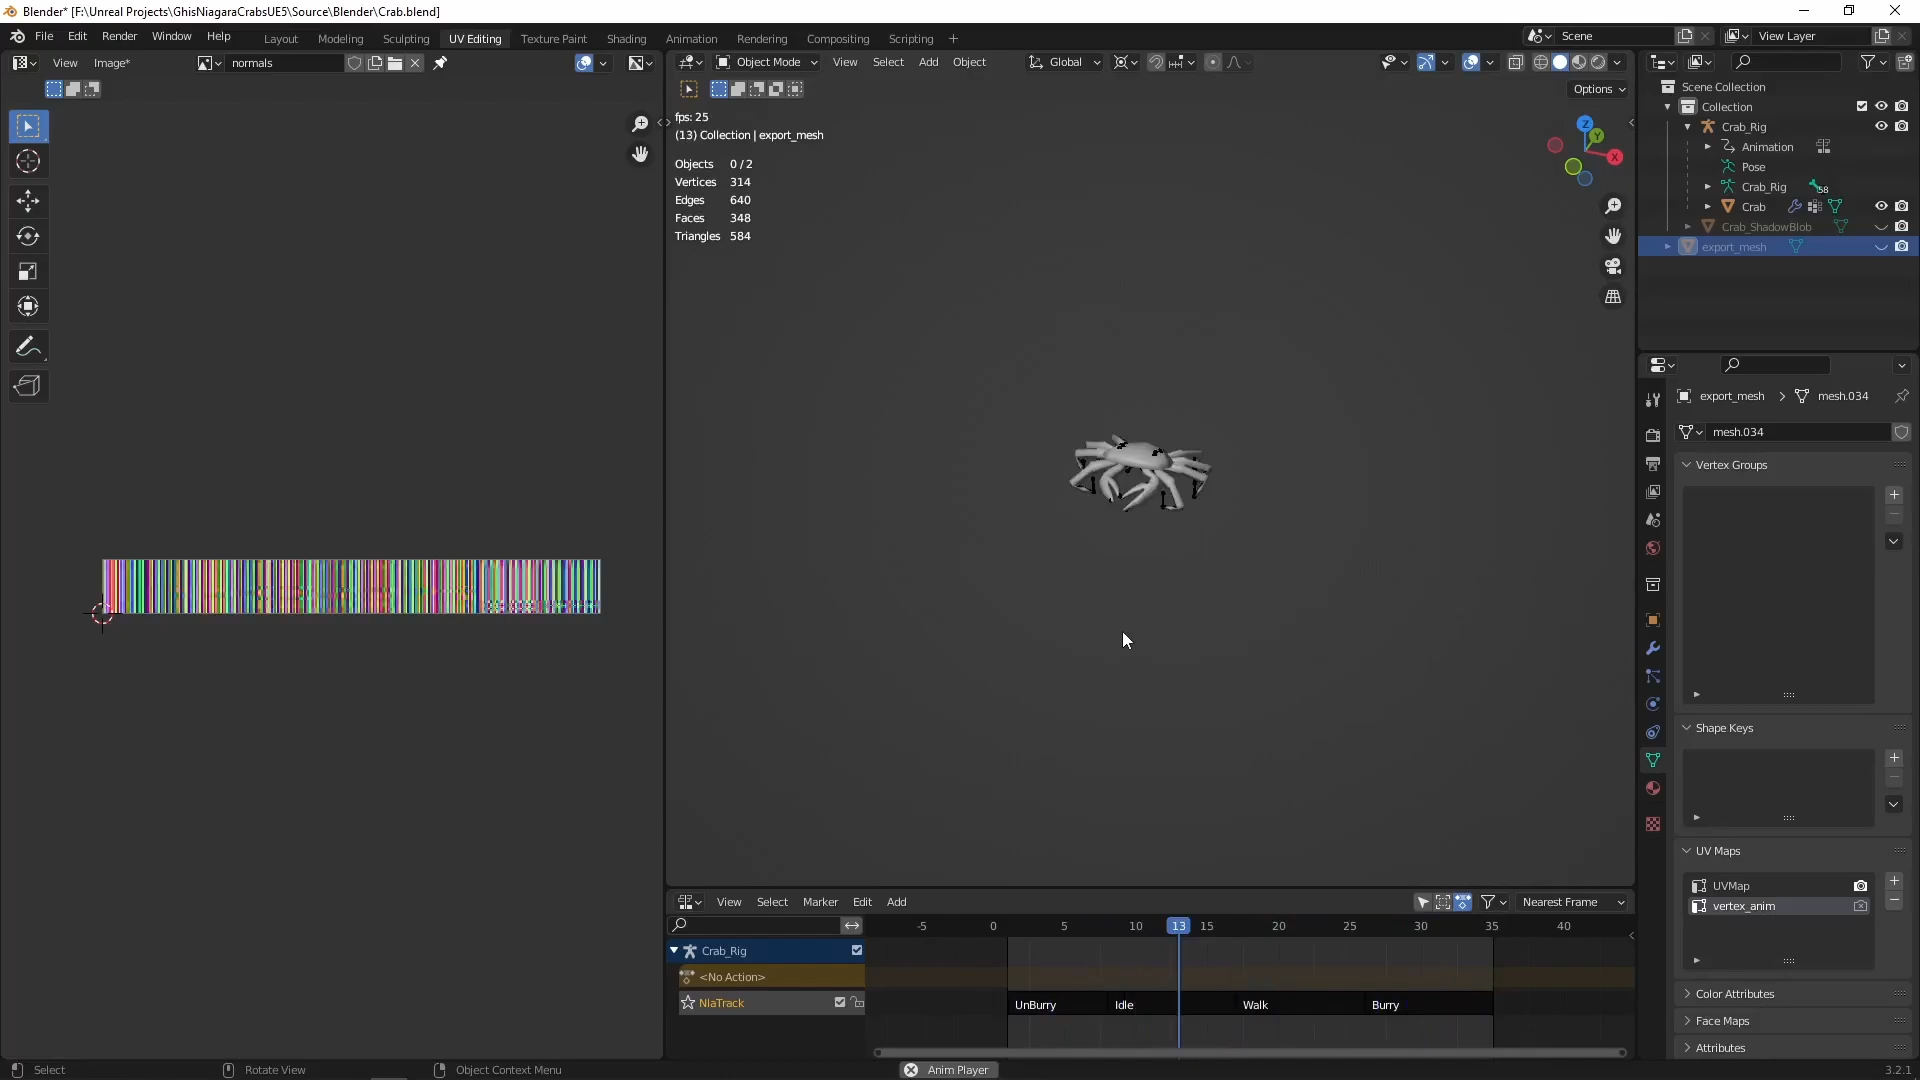 Blender* [F:\Unreal Projects\GhisNiagaraCrabsUE5\Source\Blender\Crab.blend]
File Edit Render Window Help Layout Modeling Sculpting UV Editing Texture Paint Shading Animation Rendering Compositing Scripting + Scene View Layer
View Image* normals
Object Mode View Select Add Object Global
Options
fps: 25
(13) Collection | export_mesh
Objects 0 / 2
Vertices 314
Edges 640
Faces 348
Triangles 584
Z
Y
X
Scene Collection
Collection
Crab_Rig
Animation
Pose
Crab_Rig 58
Crab
Crab_ShadowBlob
export_mesh
export_mesh > mesh.034
mesh.034
Vertex Groups
Shape Keys
UV Maps
UVMap
vertex_anim
Color Attributes
Face Maps
Attributes
View Select Marker Edit Add Nearest Frame
-5 0 5 10 13 15 20 25 30 35 40
Crab_Rig
<No Action>
NlaTrack
UnBurry Idle Walk Burry
Select Rotate View Object Context Menu Anim Player 3.2.1